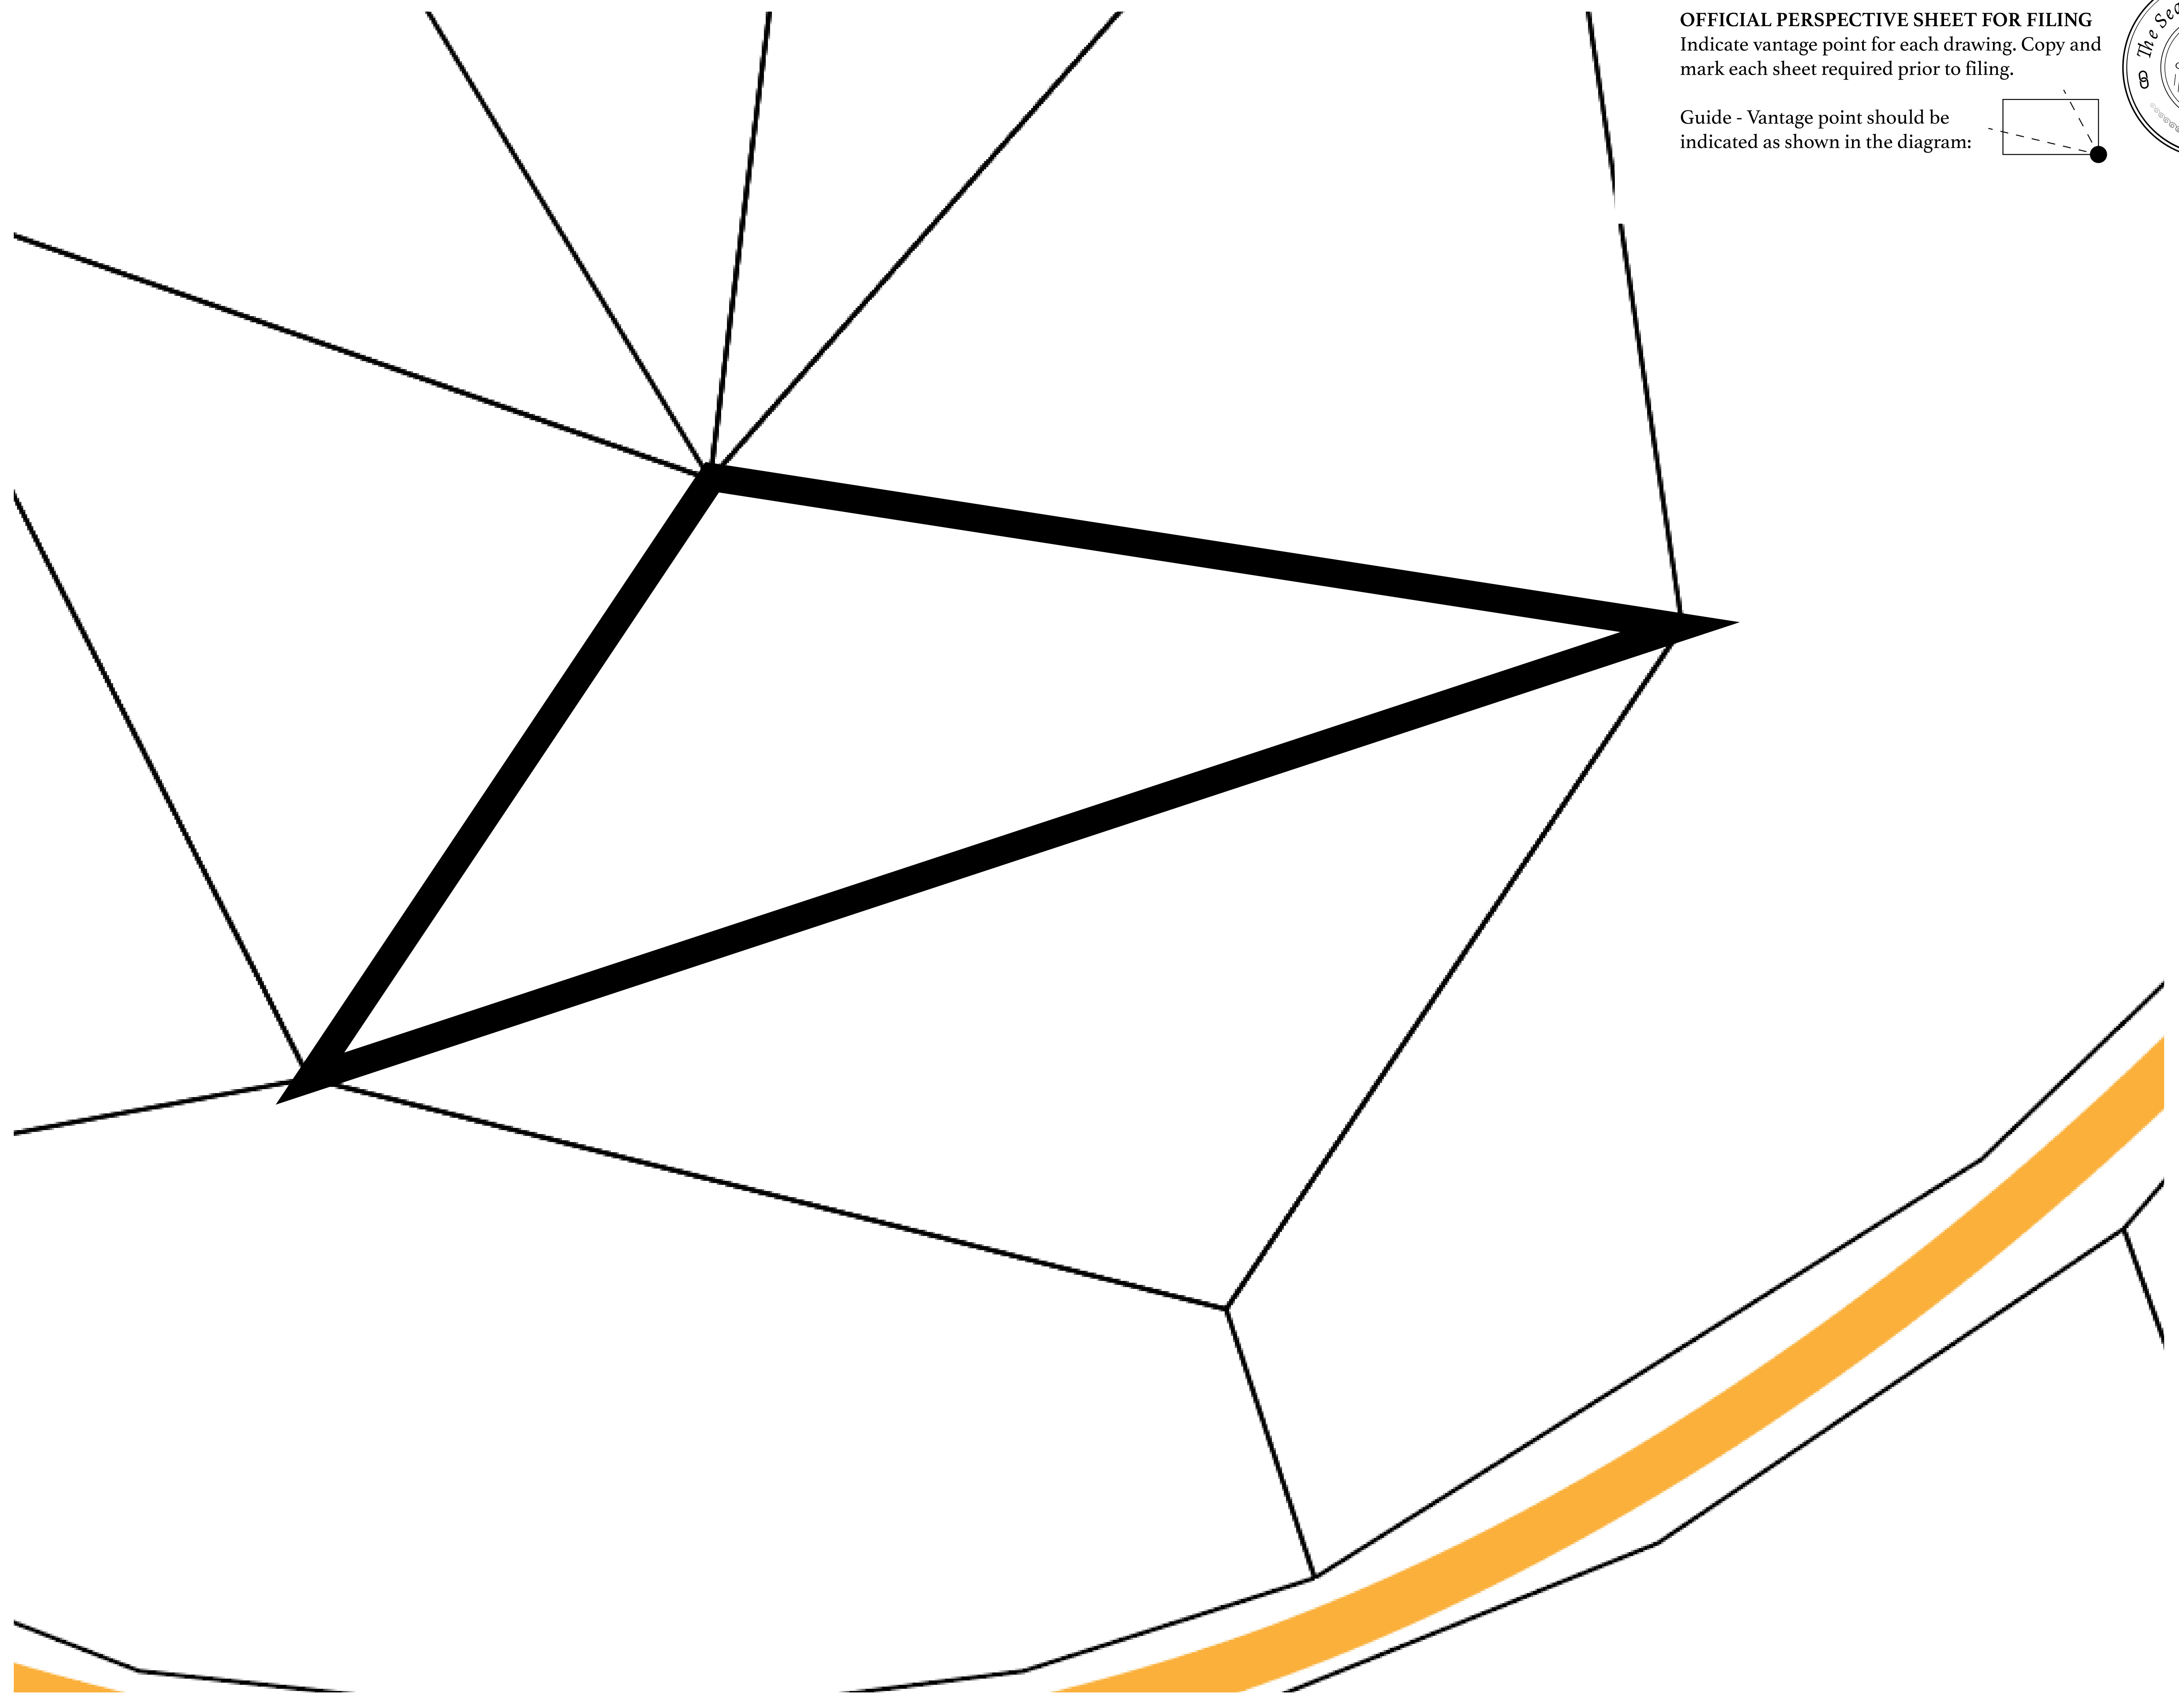 OFFICIAL PERSPECTIVE SHEET FOR FILING
Indicate vantage point for each drawing. Copy and
mark each sheet required prior to filing.
Guide - Vantage point should be
indicated as shown in the diagram:
The